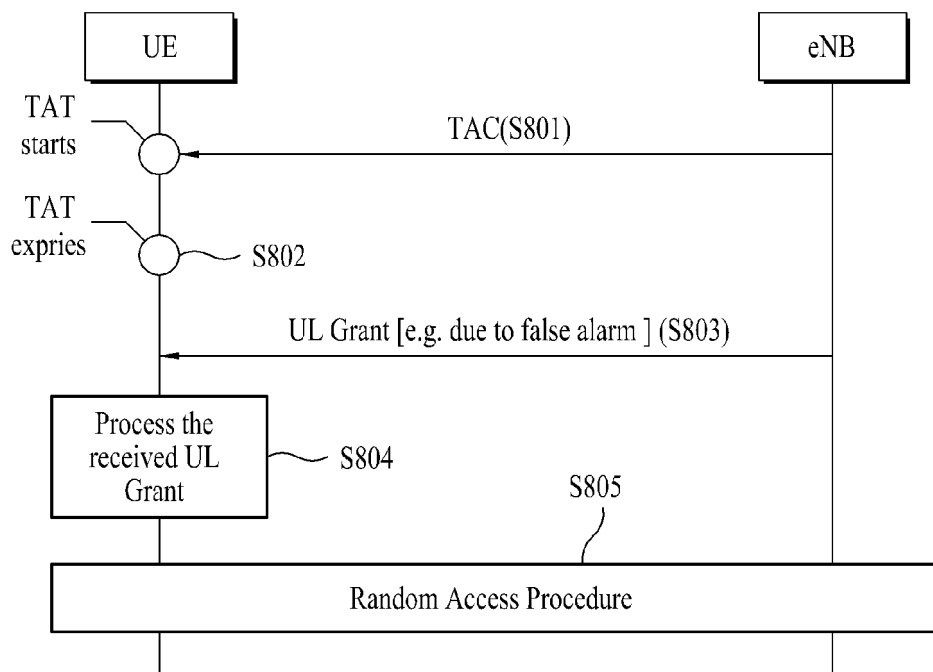 UE
eNB
TAT
starts
TAC(S801)
TAT
expries
S802
UL Grant [e.g. due to false alarm ] (S803)
Process the
received UL
Grant
S804
S805
Random Access Procedure